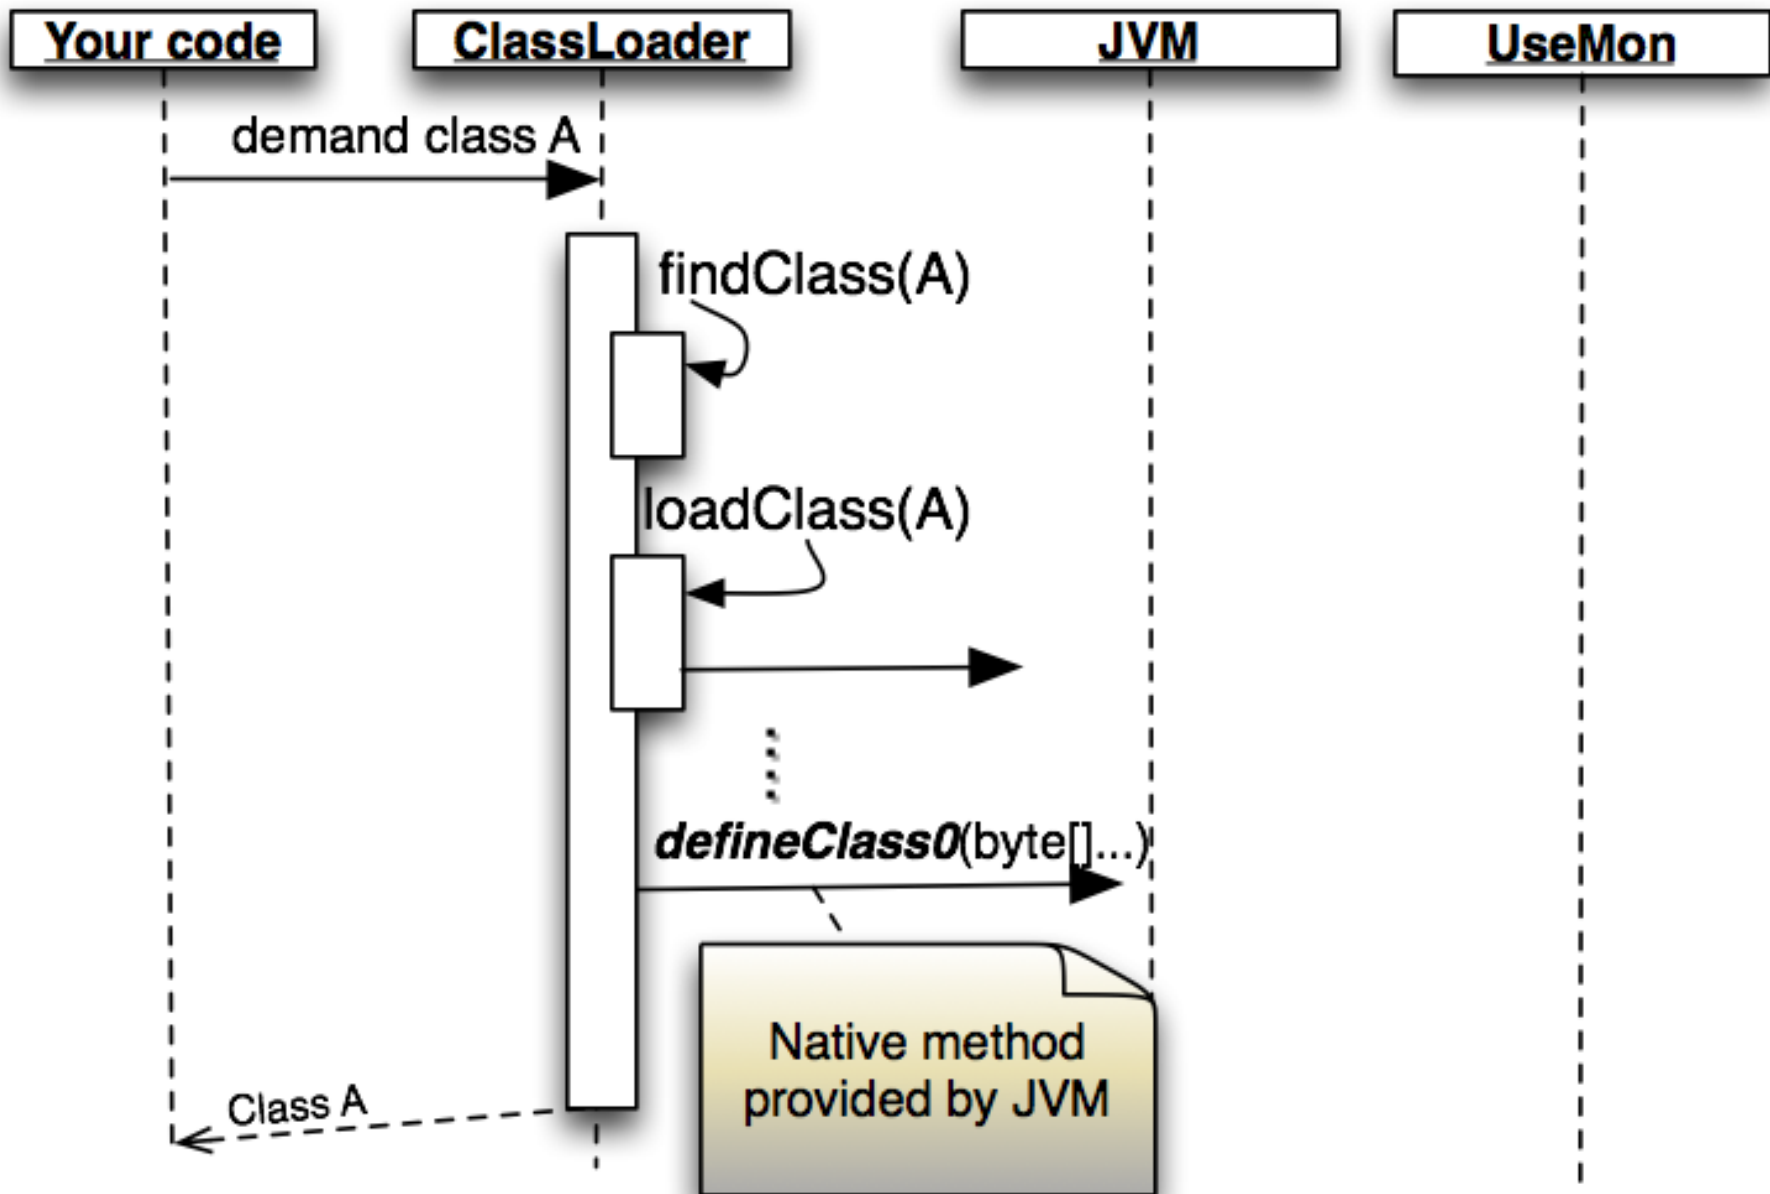 Your code
ClassLoader
JVM
UseMon
demand class A
findClass(A)
loadClass(A)
defineClass0(byte[]...)
Native method
provided by JVM
Class A